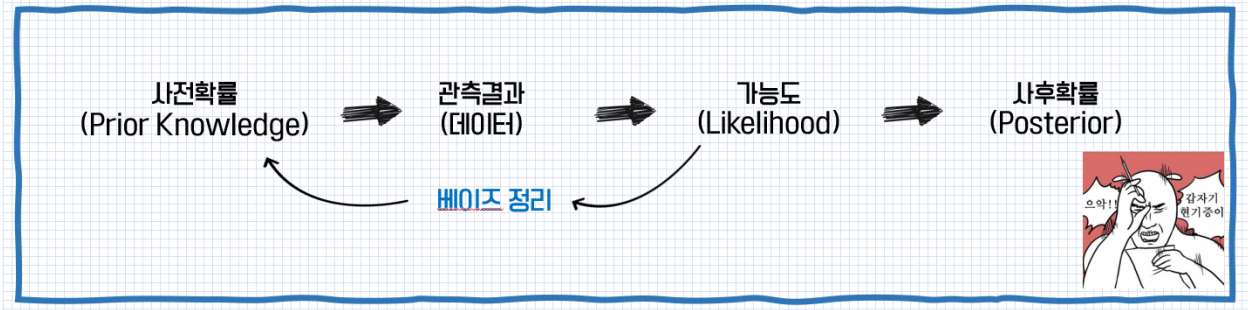 사전확률
(Prior Knowledge)
관측결과
(데이터)
가능도
(Likelihood)
사후확률
(Posterior)
베이즈 정리
으악!!
갑자기
현기증이